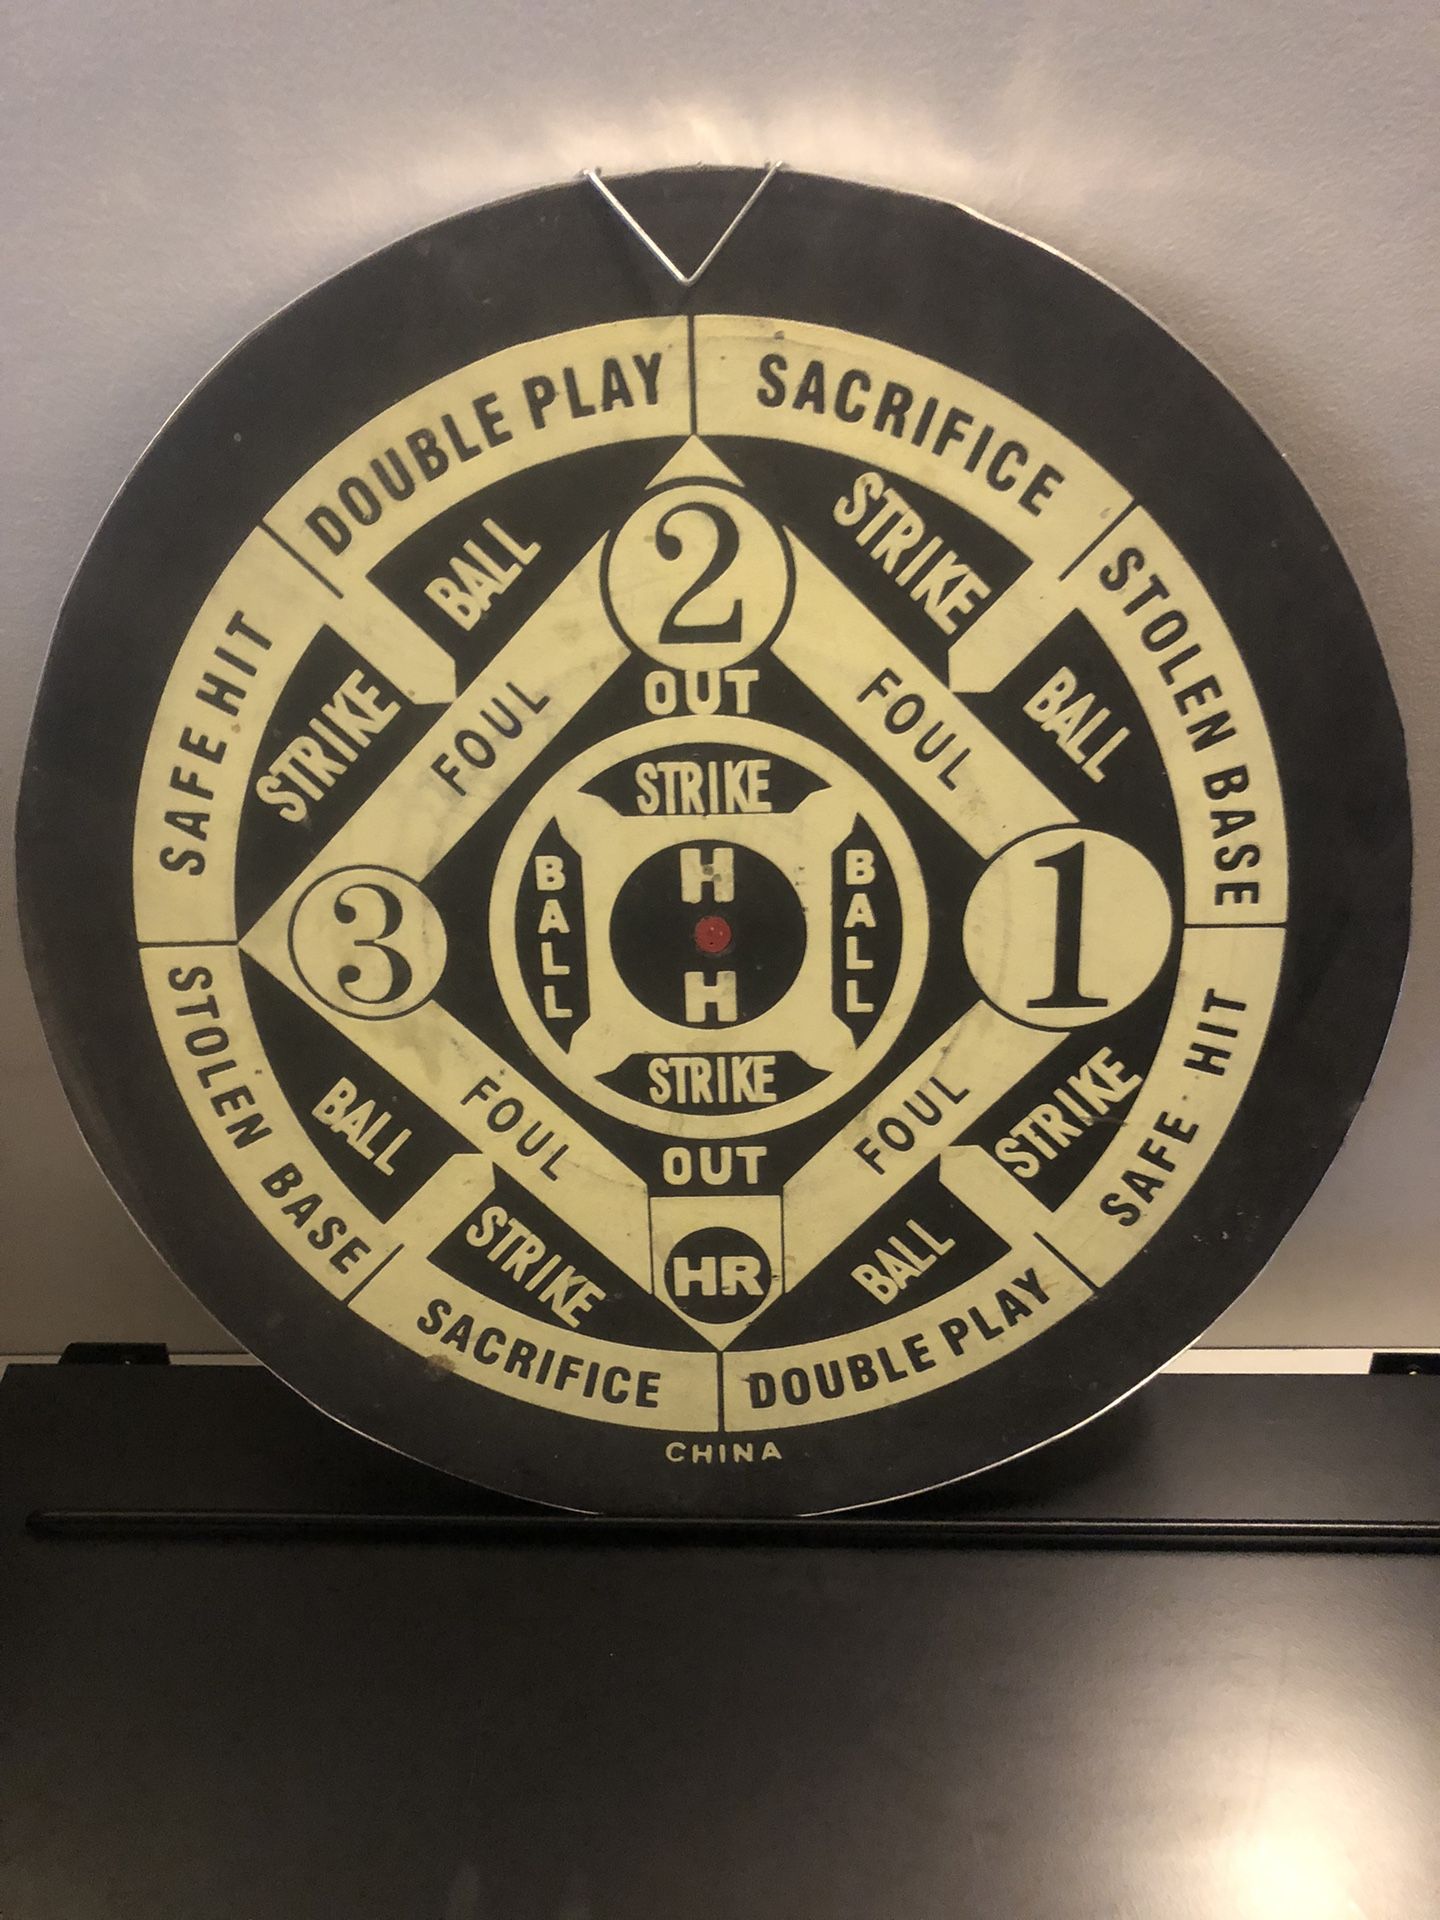 DOUBLE PLAY
SACRIFICE
STRIKE
BALL
2
STOLEN BASE
SAFE HIT
STRIKE
BALL
FOUL
OUT
FOUL
STRIKE
BALL
H
BALL
3
1
H
STRIKE
STOLEN BASE
SAFE HIT
BALL
FOUL
FOUL
STRIKE
OUT
STRIKE
HR
BALL
SACRIFICE
DOUBLE PLAY
CHINA